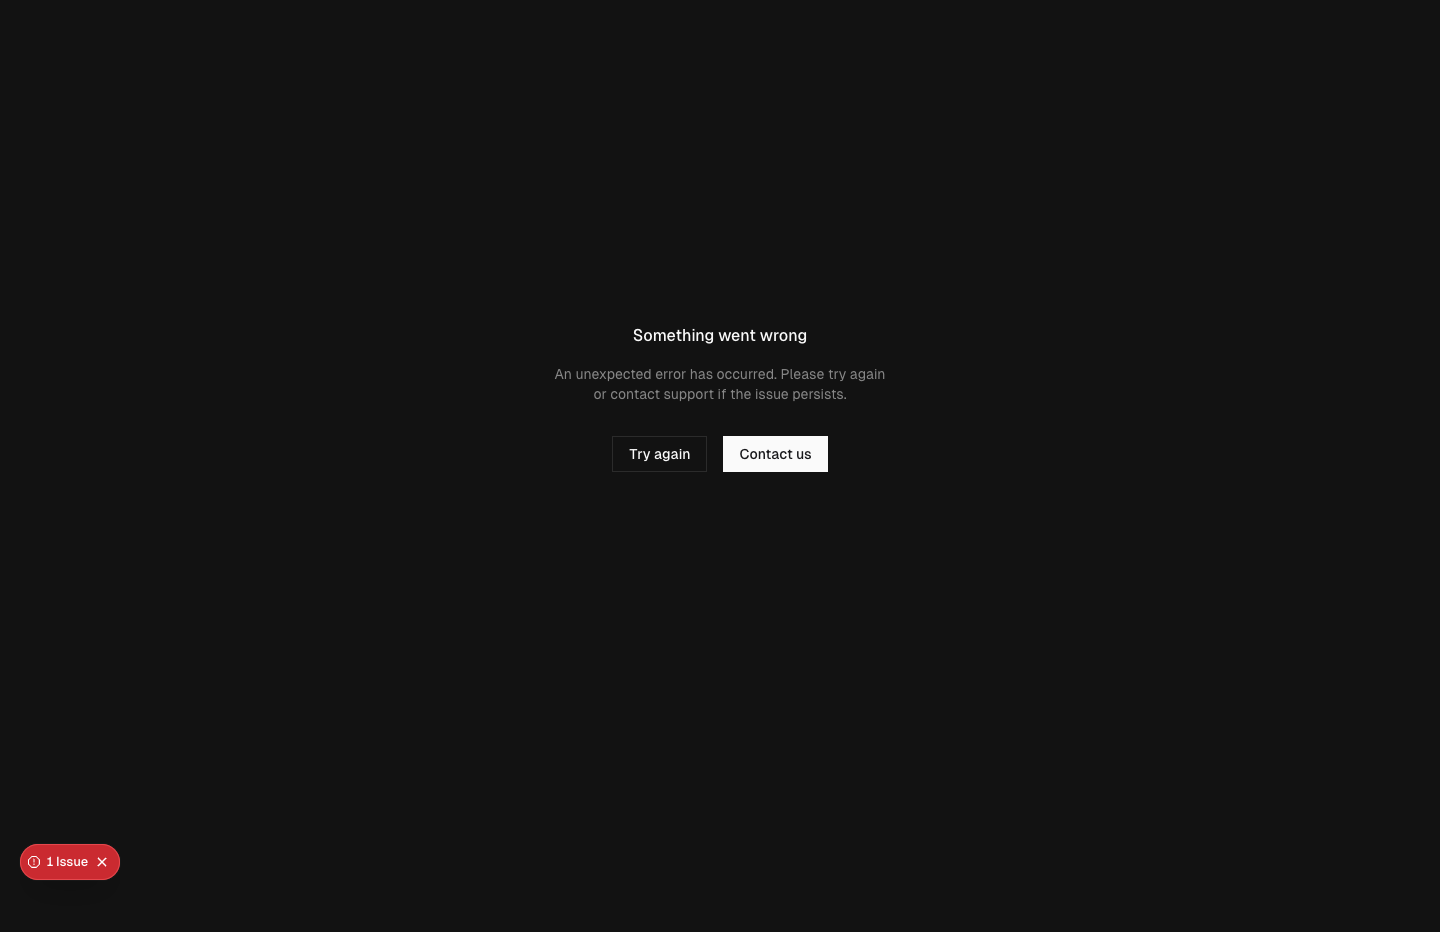 Something went wrong
An unexpected error has occurred. Please try again
or contact support if the issue persists.
Try again
Contact us
1 Issue